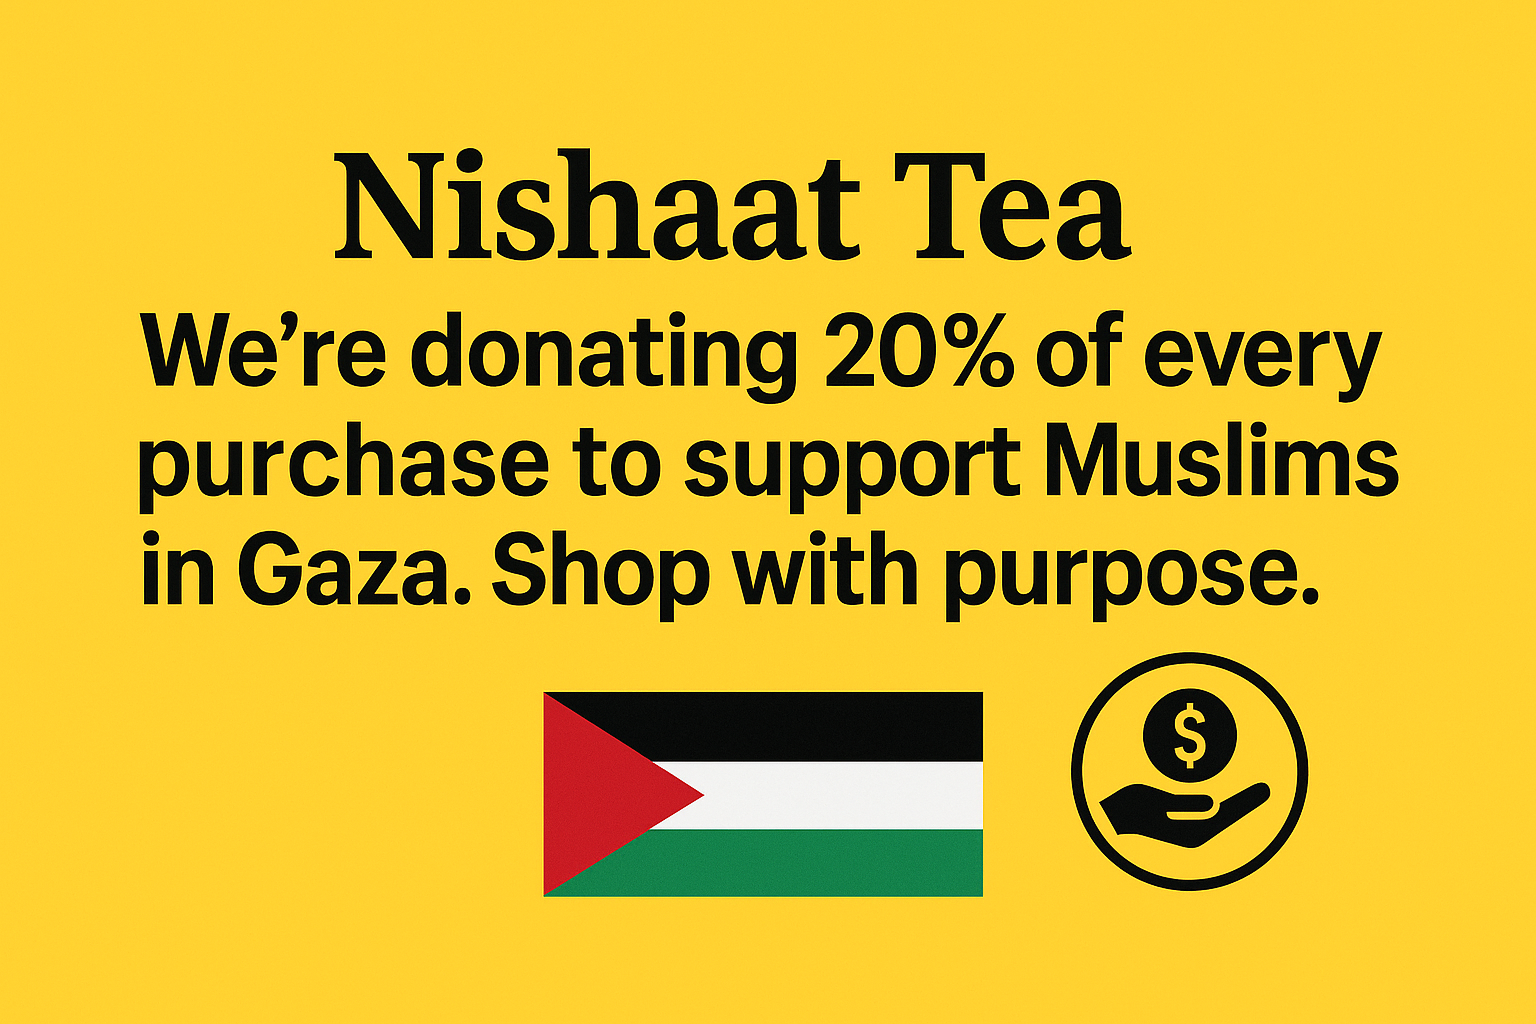 Nishaat Tea
We’re donating 20% of every
purchase to support Muslims
in Gaza. Shop with purpose.
$